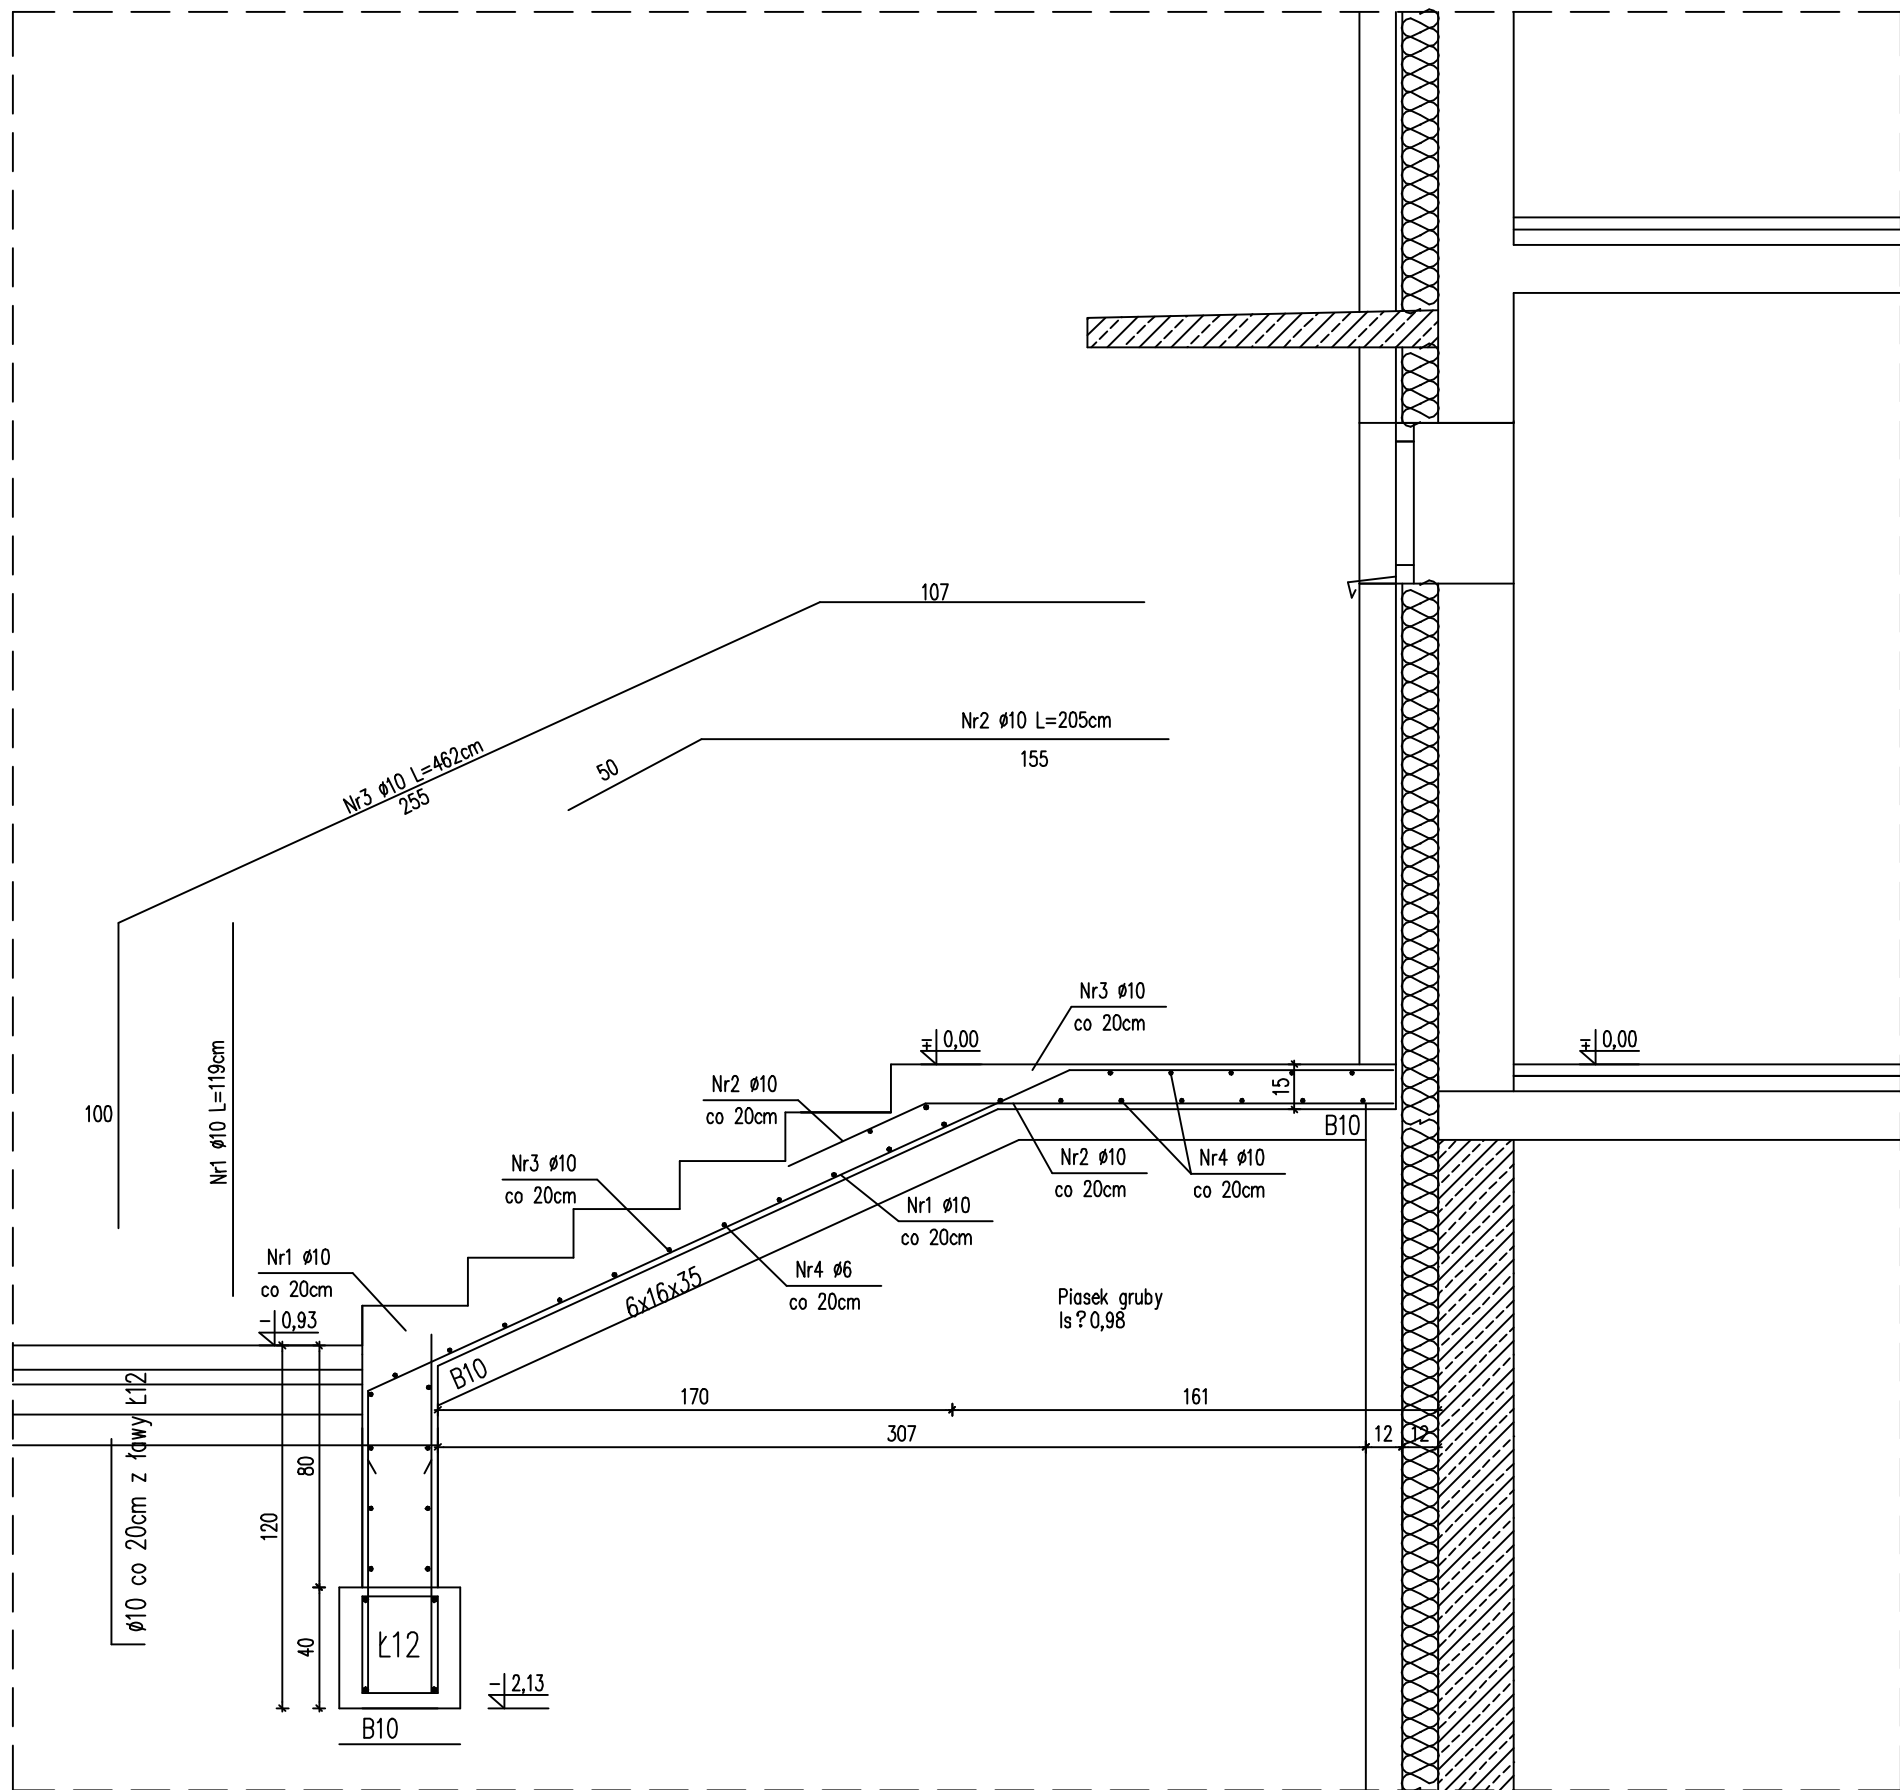 107
Nr2 ø10 L=205cm
155
50
Nr3 ø10 L=462cm
255
100
Nr1 ø10 L=119cm
Nr3 ø10
co 20cm
± 0,00
± 0,00
15
Nr2 ø10
co 20cm
B10
Nr3 ø10
co 20cm
Nr2 ø10
co 20cm
Nr4 ø10
co 20cm
Nr1 ø10
co 20cm
Nr1 ø10
co 20cm
Nr4 ø6
co 20cm
6x16x35
Piasek gruby
Is?0,98
- 0,93
B10
170
161
307
12
12
ø10 co 20cm z ławy Ł12
80
120
40
Ł12
- 2,13
B10